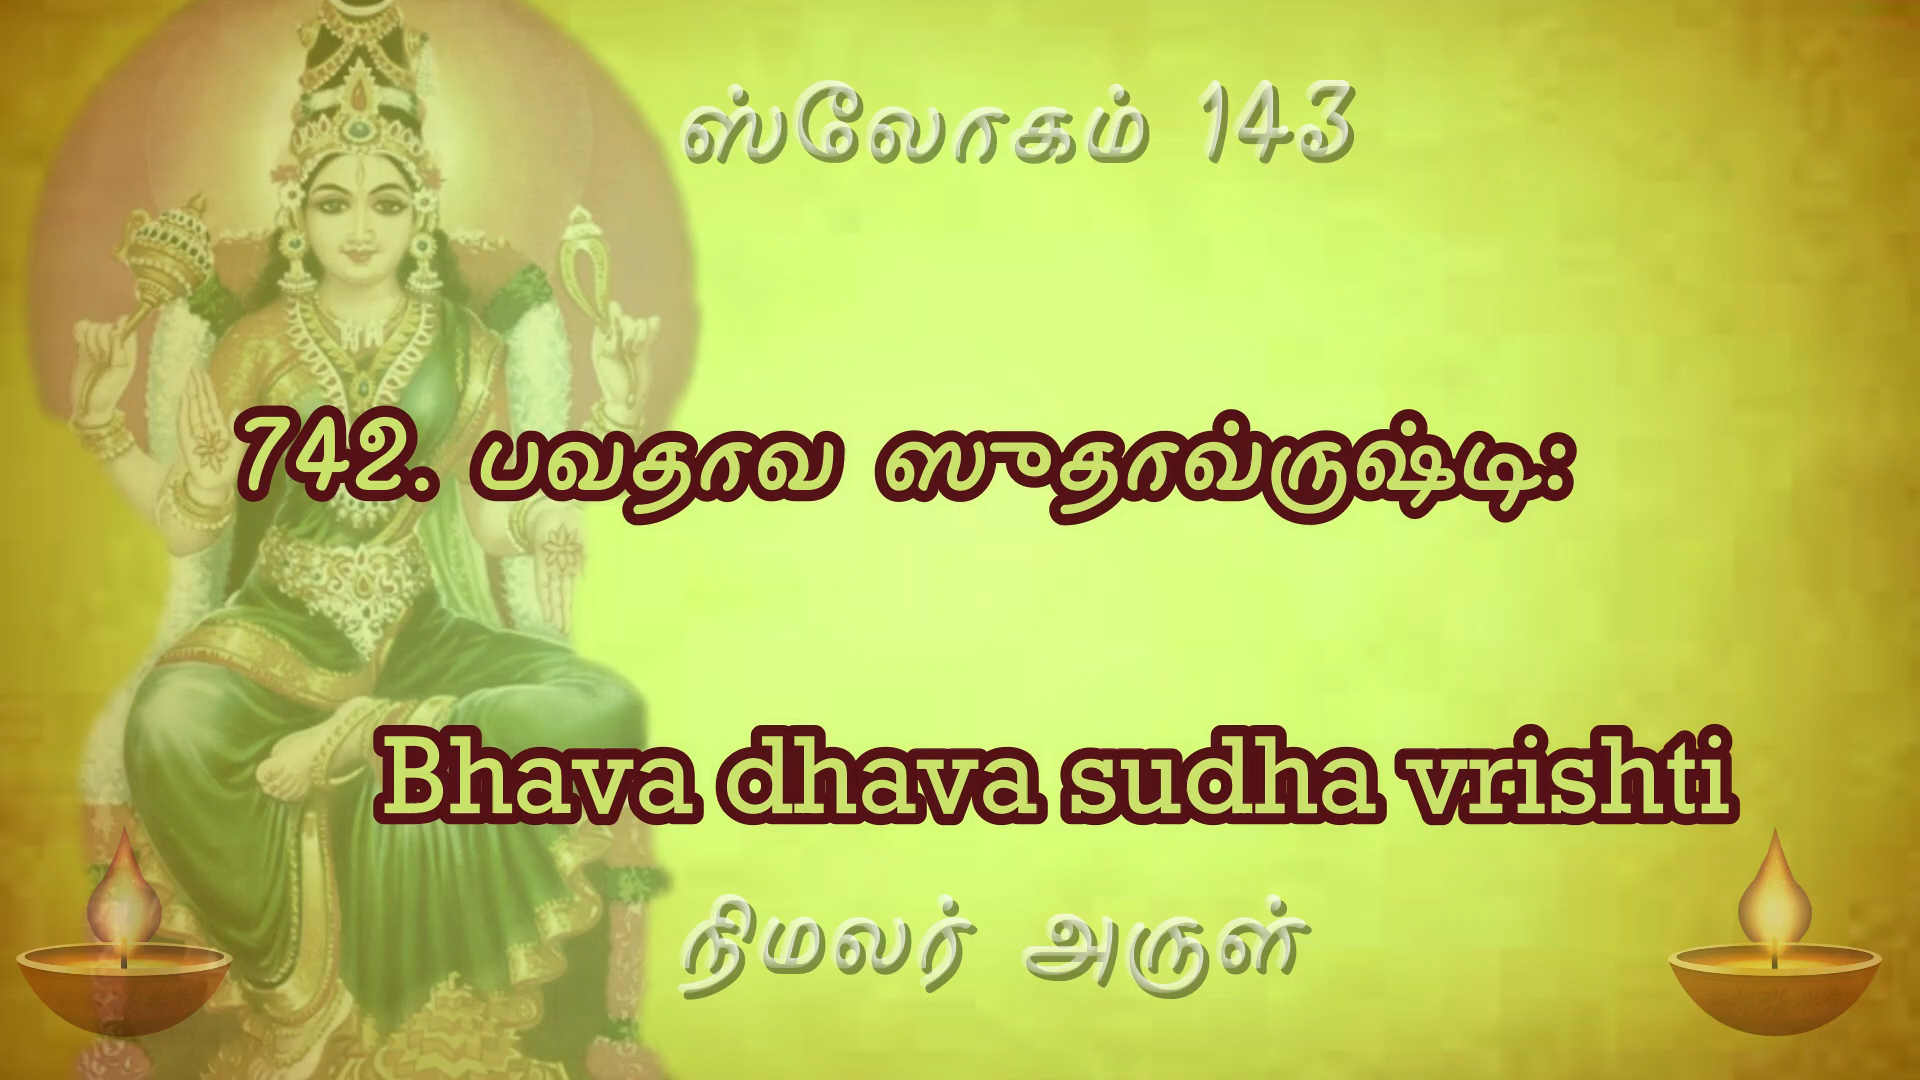 ஸ்லோகம் 143
742. பவதாவ ஸுதாவ்ருஷ்டி:
Bhava dhava sudha vrishti
நிமலர் அருள்